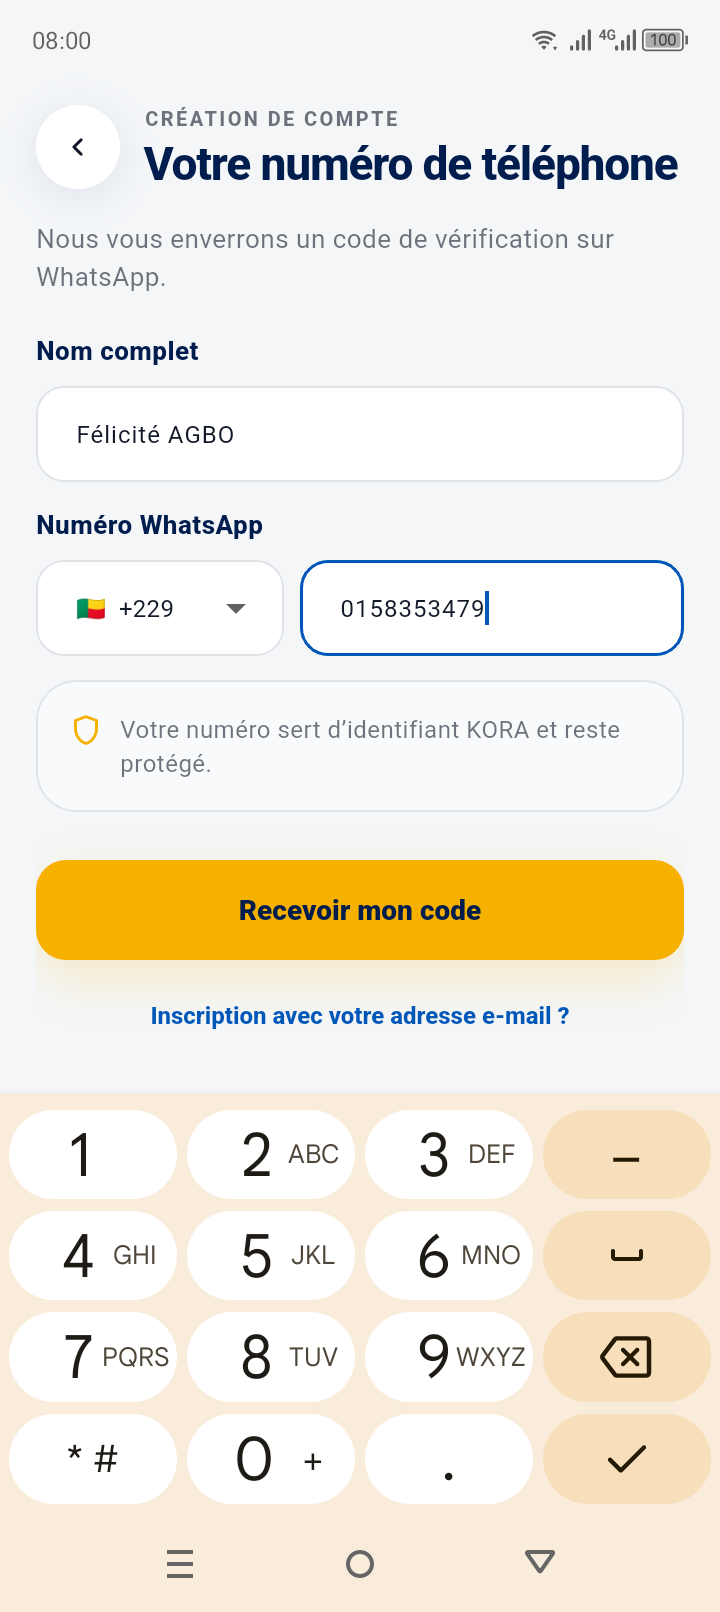 08:00
4G
100
CRÉATION DE COMPTE
Votre numéro de téléphone
Nous vous enverrons un code de vérification sur
WhatsApp.
Nom complet
Félicité AGBO
Numéro WhatsApp
+229
0158353479
Votre numéro sert d’identifiant KORA et reste
protégé.
Recevoir mon code
Inscription avec votre adresse e-mail ?
1 2 ABC 3 DEF –
4 GHI 5 JKL 6 MNO
7 PQRS 8 TUV 9 WXYZ
* # 0 + .